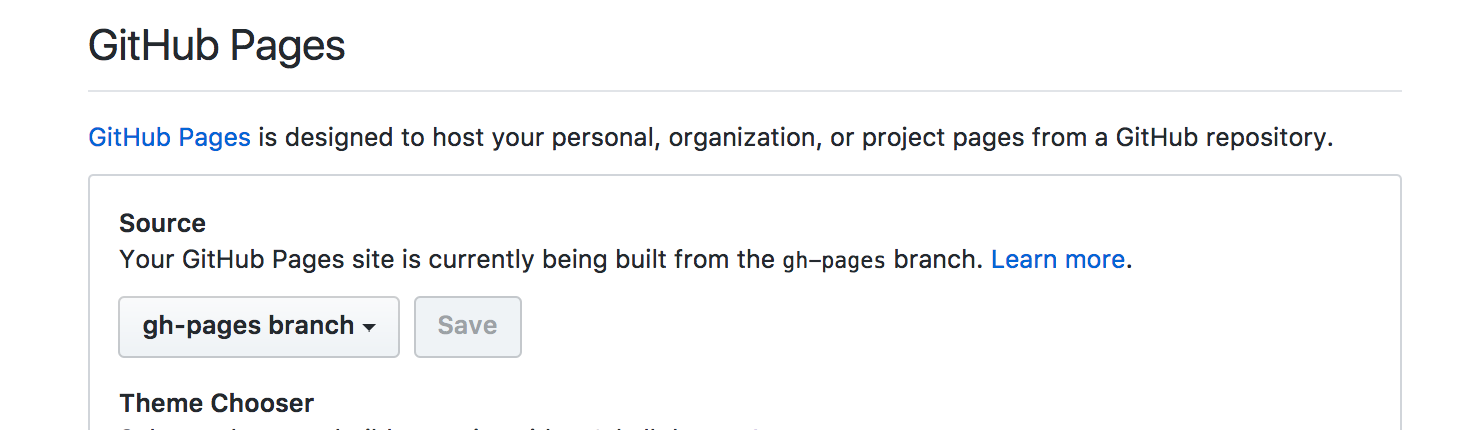 GitHub Pages
GitHub Pages is designed to host your personal, organization, or project pages from a GitHub repository.
Source
Your GitHub Pages site is currently being built from the gh-pages branch. Learn more.
gh-pages branch
Save
Theme Chooser